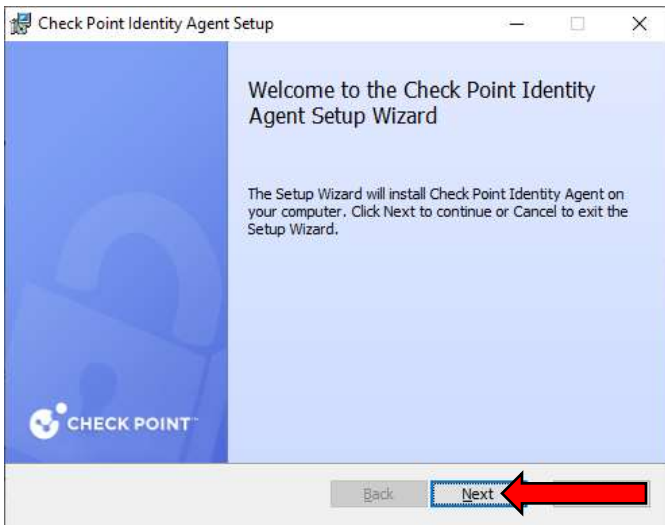 Check Point Identity Agent Setup
Welcome to the Check Point Identity
Agent Setup Wizard
The Setup Wizard will install Check Point Identity Agent on
your computer. Click Next to continue or Cancel to exit the
Setup Wizard.
CHECK POINT™
Back Next